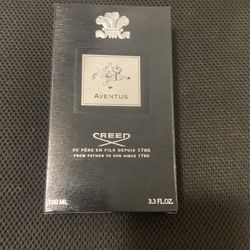 AVENTUS
CREED
DE PÈRE EN FILS DEPUIS 1760
FROM FATHER TO SON SINCE 1760
100 ML 3.3 FL.OZ.